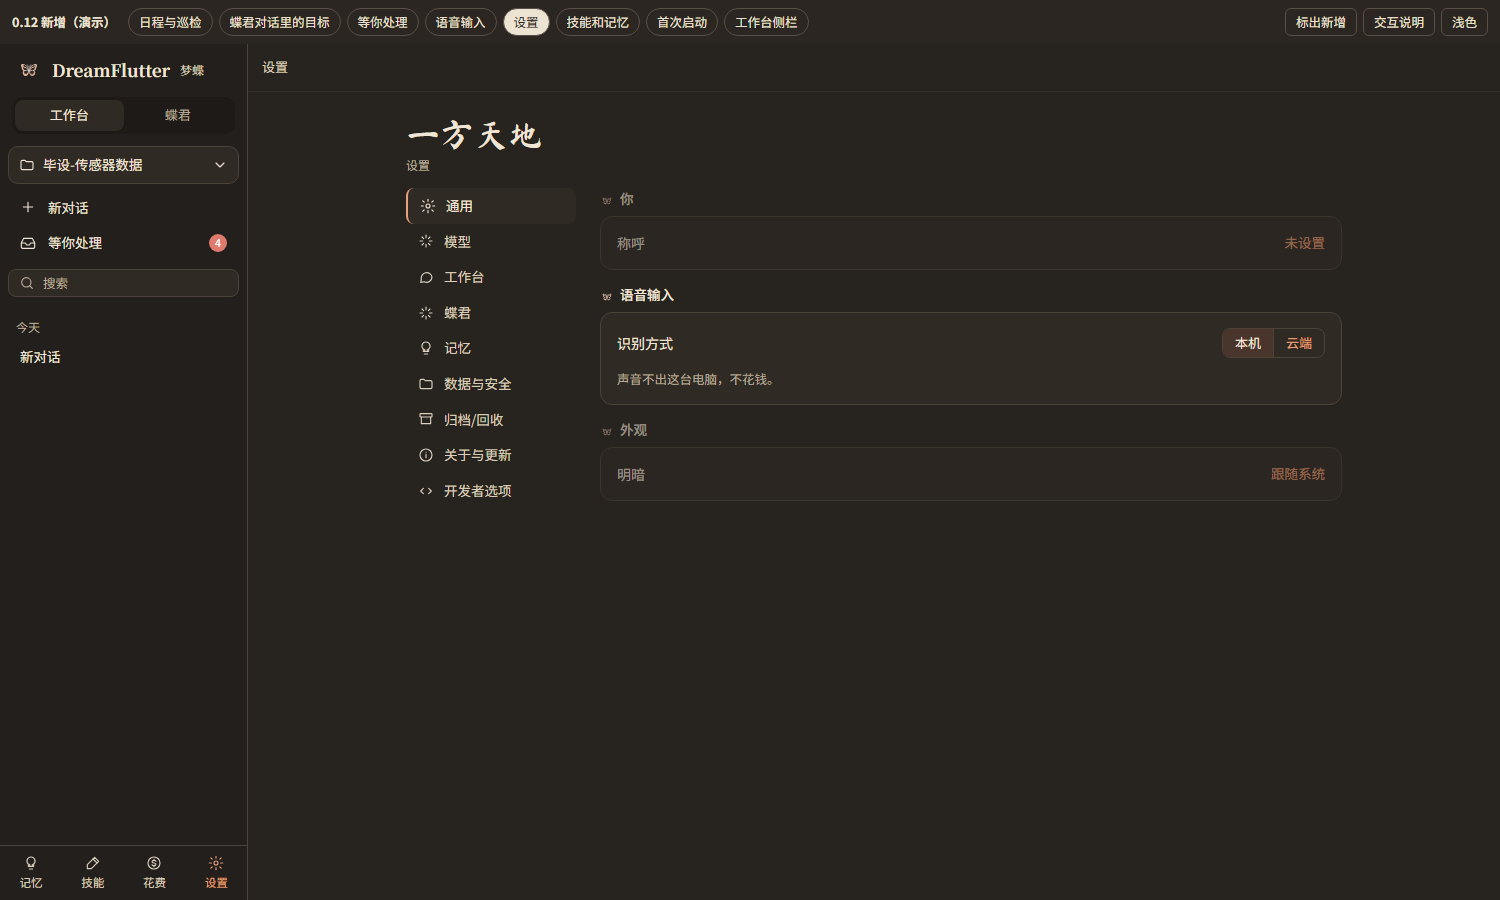 0.12 新增（演示） 日程与巡检 蝶君对话里的目标 等你处理 语音输入 设置 技能和记忆 首次启动 工作台侧栏 标出新增 交互说明 浅色
DreamFlutter 梦蝶
工作台 蝶君
毕设-传感器数据
新对话
等你处理 4
搜索
今天
新对话
记忆 技能 花费 设置
设置
一方天地
设置
通用
模型
工作台
蝶君
记忆
数据与安全
归档/回收
关于与更新
开发者选项
你
称呼 未设置
语音输入
识别方式 本机 云端
声音不出这台电脑，不花钱。
外观
明暗 跟随系统